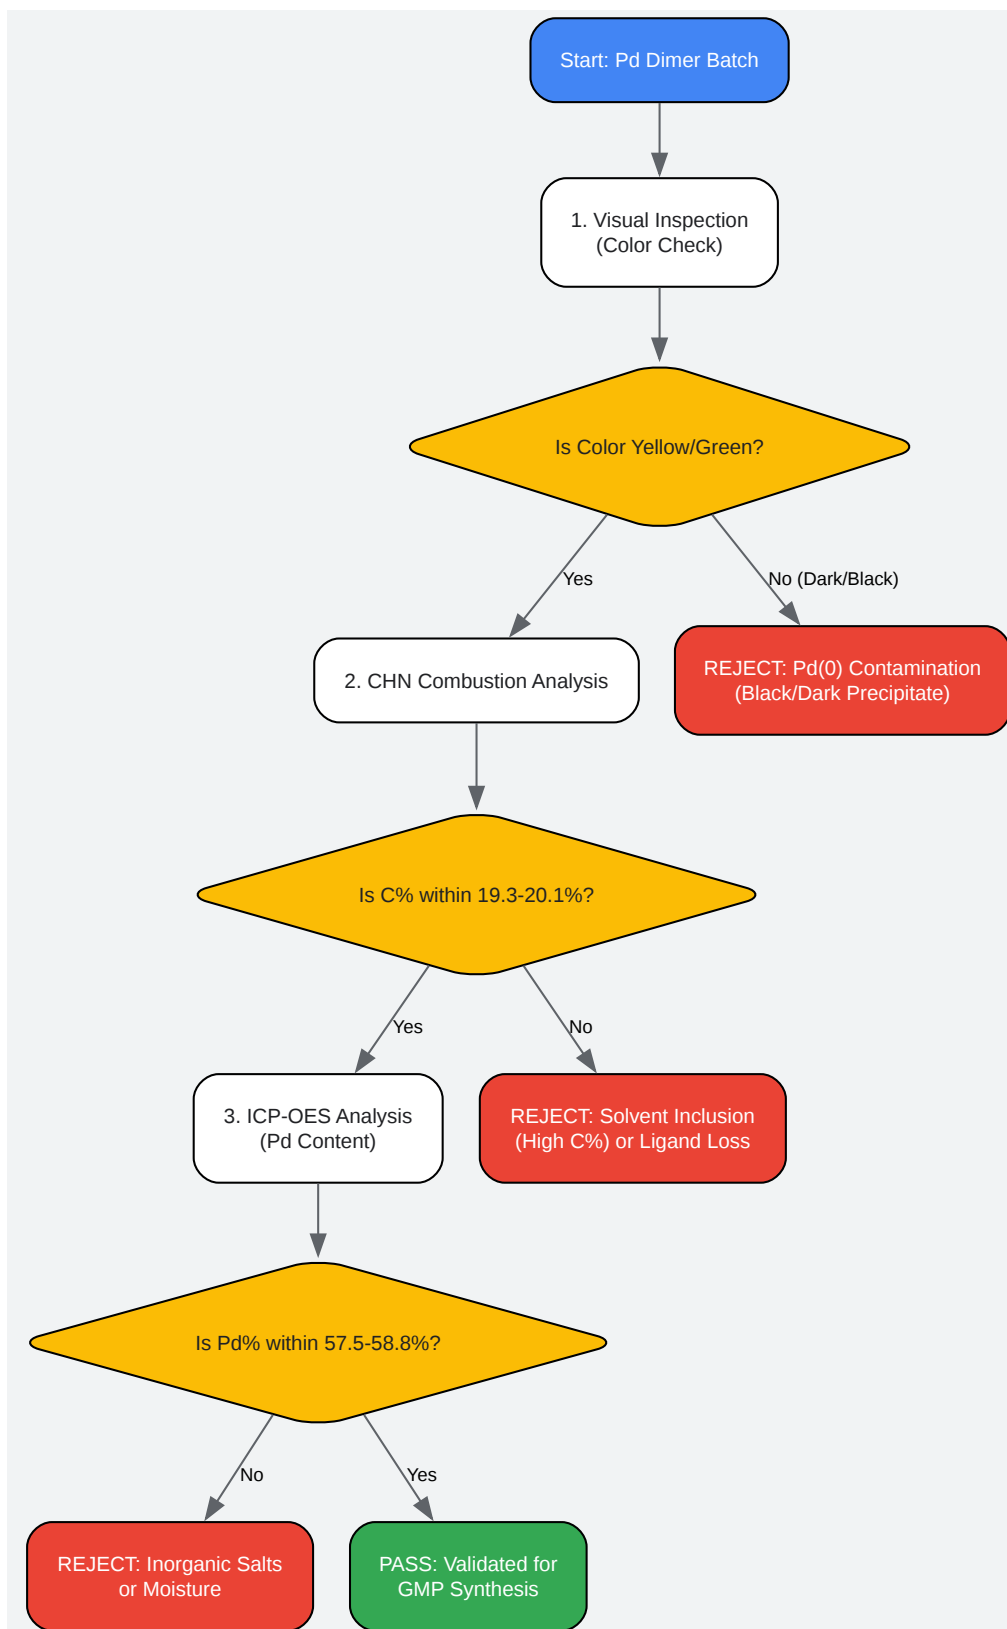 Start: Pd Dimer Batch
1. Visual Inspection
(Color Check)
Is Color Yellow/Green?
Yes
No (Dark/Black)
2. CHN Combustion Analysis
REJECT: Pd(0) Contamination
(Black/Dark Precipitate)
Is C% within 19.3-20.1%?
Yes
No
3. ICP-OES Analysis
(Pd Content)
REJECT: Solvent Inclusion
(High C%) or Ligand Loss
Is Pd% within 57.5-58.8%?
No
Yes
REJECT: Inorganic Salts
or Moisture
PASS: Validated for
GMP Synthesis